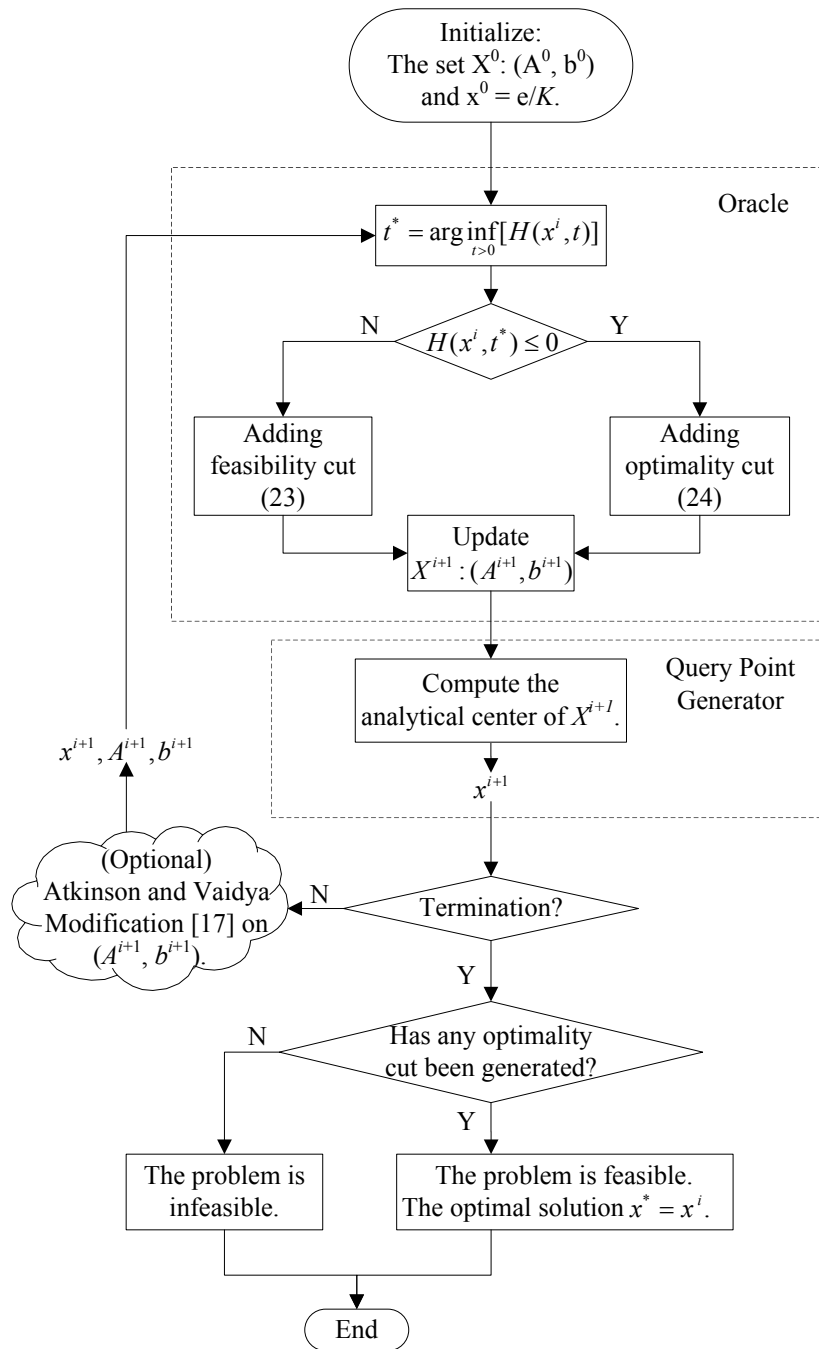 Initialize:
The set X⁰: (A⁰, b⁰)
and x⁰ = e/K.
Oracle
t* = arg inf[H(xⁱ, t)]
t>0
N
H(xⁱ, t*) ≤ 0
Y
Adding
feasibility cut
(23)
Adding
optimality cut
(24)
Update
Xⁱ⁺¹ : (Aⁱ⁺¹, bⁱ⁺¹)
Query Point
Generator
Compute the
analytical center of Xⁱ⁺¹.
xⁱ⁺¹, Aⁱ⁺¹, bⁱ⁺¹
xⁱ⁺¹
(Optional)
Atkinson and Vaidya
Modification [17] on
(Aⁱ⁺¹, bⁱ⁺¹).
N
Termination?
Y
N
Has any optimality
cut been generated?
Y
The problem is
infeasible.
The problem is feasible.
The optimal solution x* = xⁱ.
End